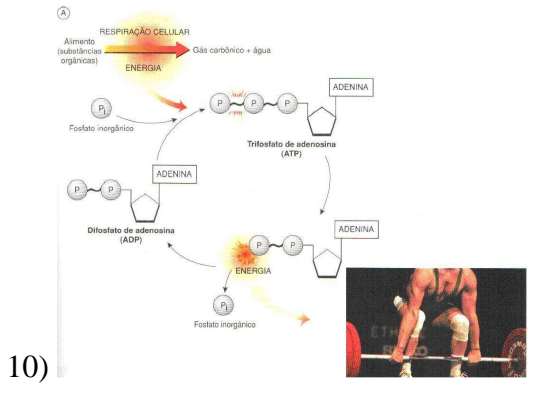 A
RESPIRAÇÃO CELULAR
Alimento
(substâncias
orgânicas)
Gás carbônico + água
ENERGIA
ADENINA
P
P
P
Pi
Fosfato inorgânico
Trifosfato de adenosina
(ATP)
ADENINA
P
P
ADENINA
Difosfato de adenosina
(ADP)
P
P
ENERGIA
Pi
Fosfato inorgânico
10)